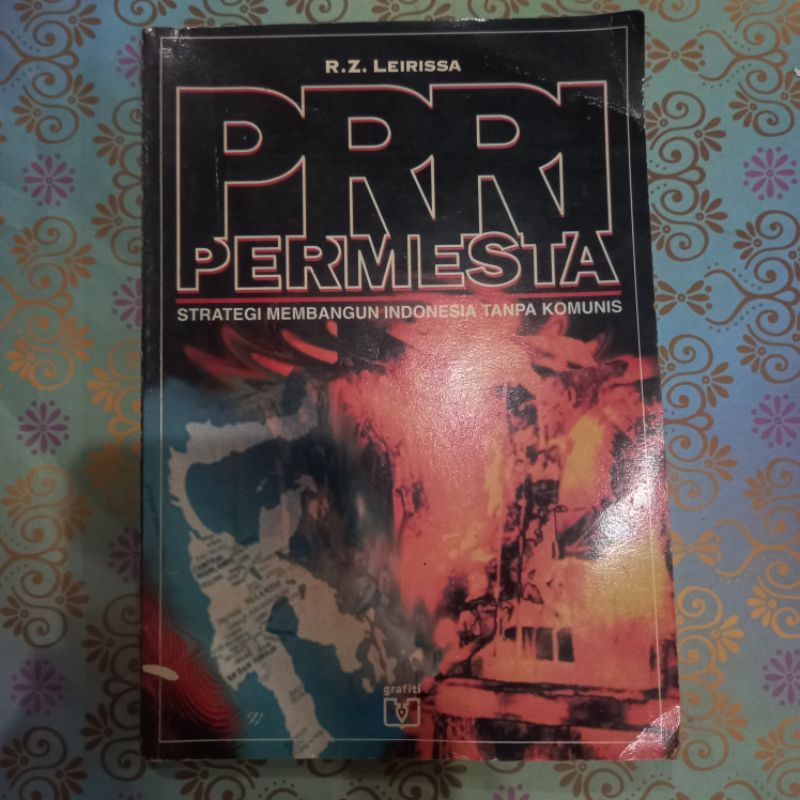 R.Z. LEIRISSA
PRRI
PERMESTA
STRATEGI MEMBANGUN INDONESIA TANPA KOMUNIS
grafiti